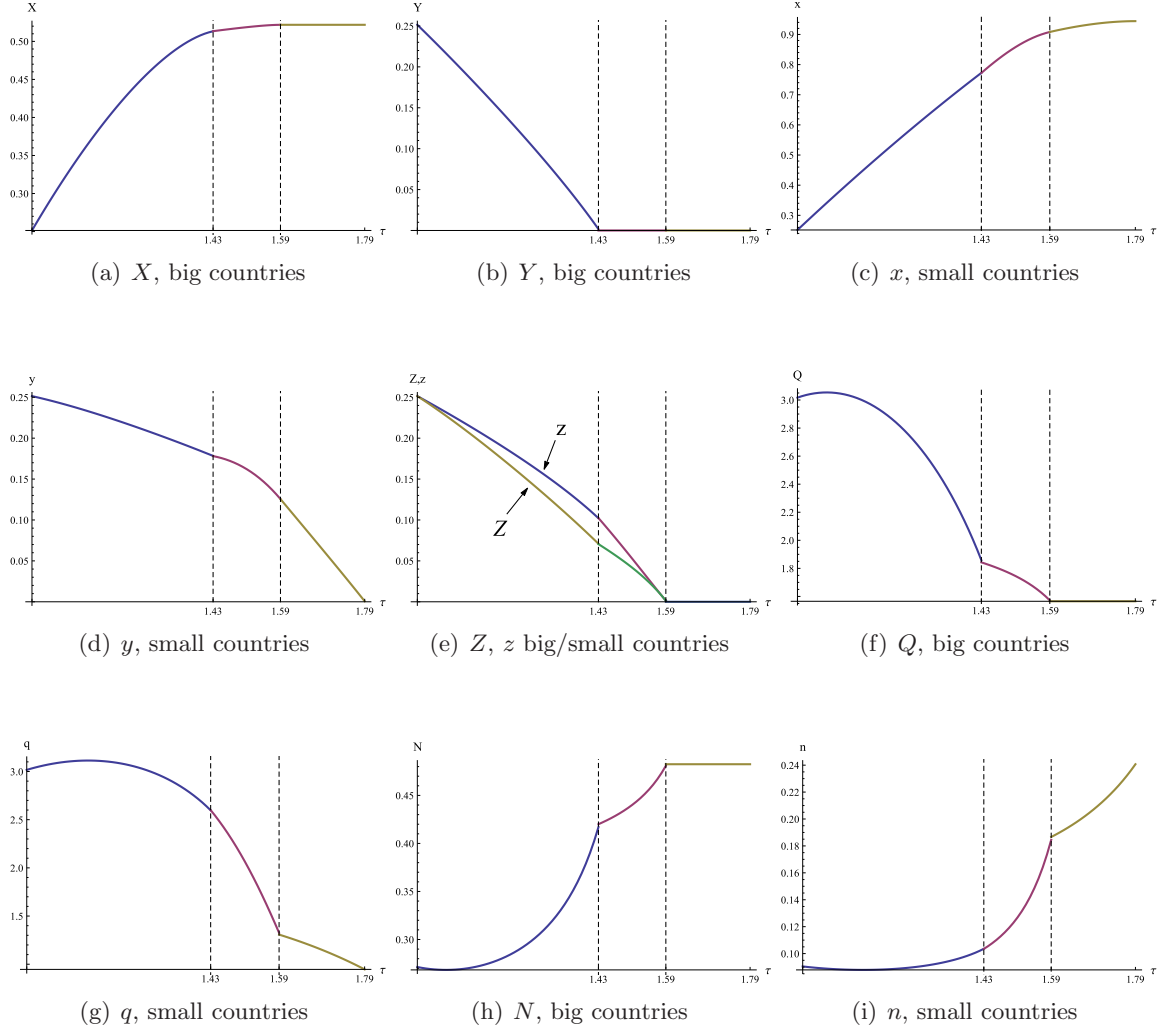 X
0.50
0.45
0.40
0.35
0.30
1.43
1.59
1.79
τ
(a) X, big countries
Y
0.25
0.20
0.15
0.10
0.05
1.43
1.59
1.79
τ
(b) Y, big countries
x
0.9
0.8
0.7
0.6
0.5
0.4
0.3
0.2
1.43
1.59
1.79
τ
(c) x, small countries
y
0.25
0.20
0.15
0.10
0.05
1.43
1.59
1.79
τ
(d) y, small countries
Z,z
0.25
0.20
0.15
0.10
0.05
z
Z
1.43
1.59
1.79
τ
(e) Z, z big/small countries
Q
3.0
2.8
2.6
2.4
2.2
2.0
1.8
1.43
1.59
1.79
τ
(f) Q, big countries
q
3.0
2.5
2.0
1.5
1.43
1.59
1.79
τ
(g) q, small countries
N
0.45
0.40
0.35
0.30
1.43
1.59
1.79
τ
(h) N, big countries
n
0.24
0.22
0.20
0.18
0.16
0.14
0.12
0.10
1.43
1.59
1.79
τ
(i) n, small countries